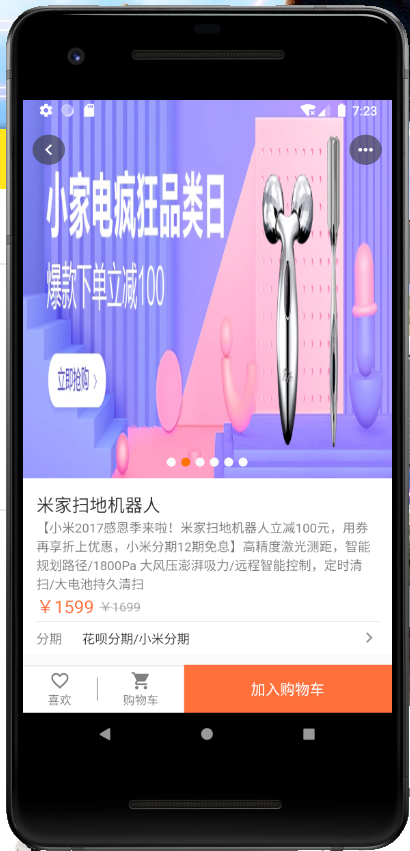 7:23
小家电疯狂品类日
爆款下单立减100
立即抢购 >
米家扫地机器人
【小米2017感恩季来啦！米家扫地机器人立减100元，用券
再享折上优惠，小米分期12期免息】高精度激光测距，智能
规划路径/1800Pa 大风压澎湃吸力/远程智能控制，定时清
扫/大电池持久清扫
￥1599 ￥1699
分期 花呗分期/小米分期
喜欢 购物车 加入购物车